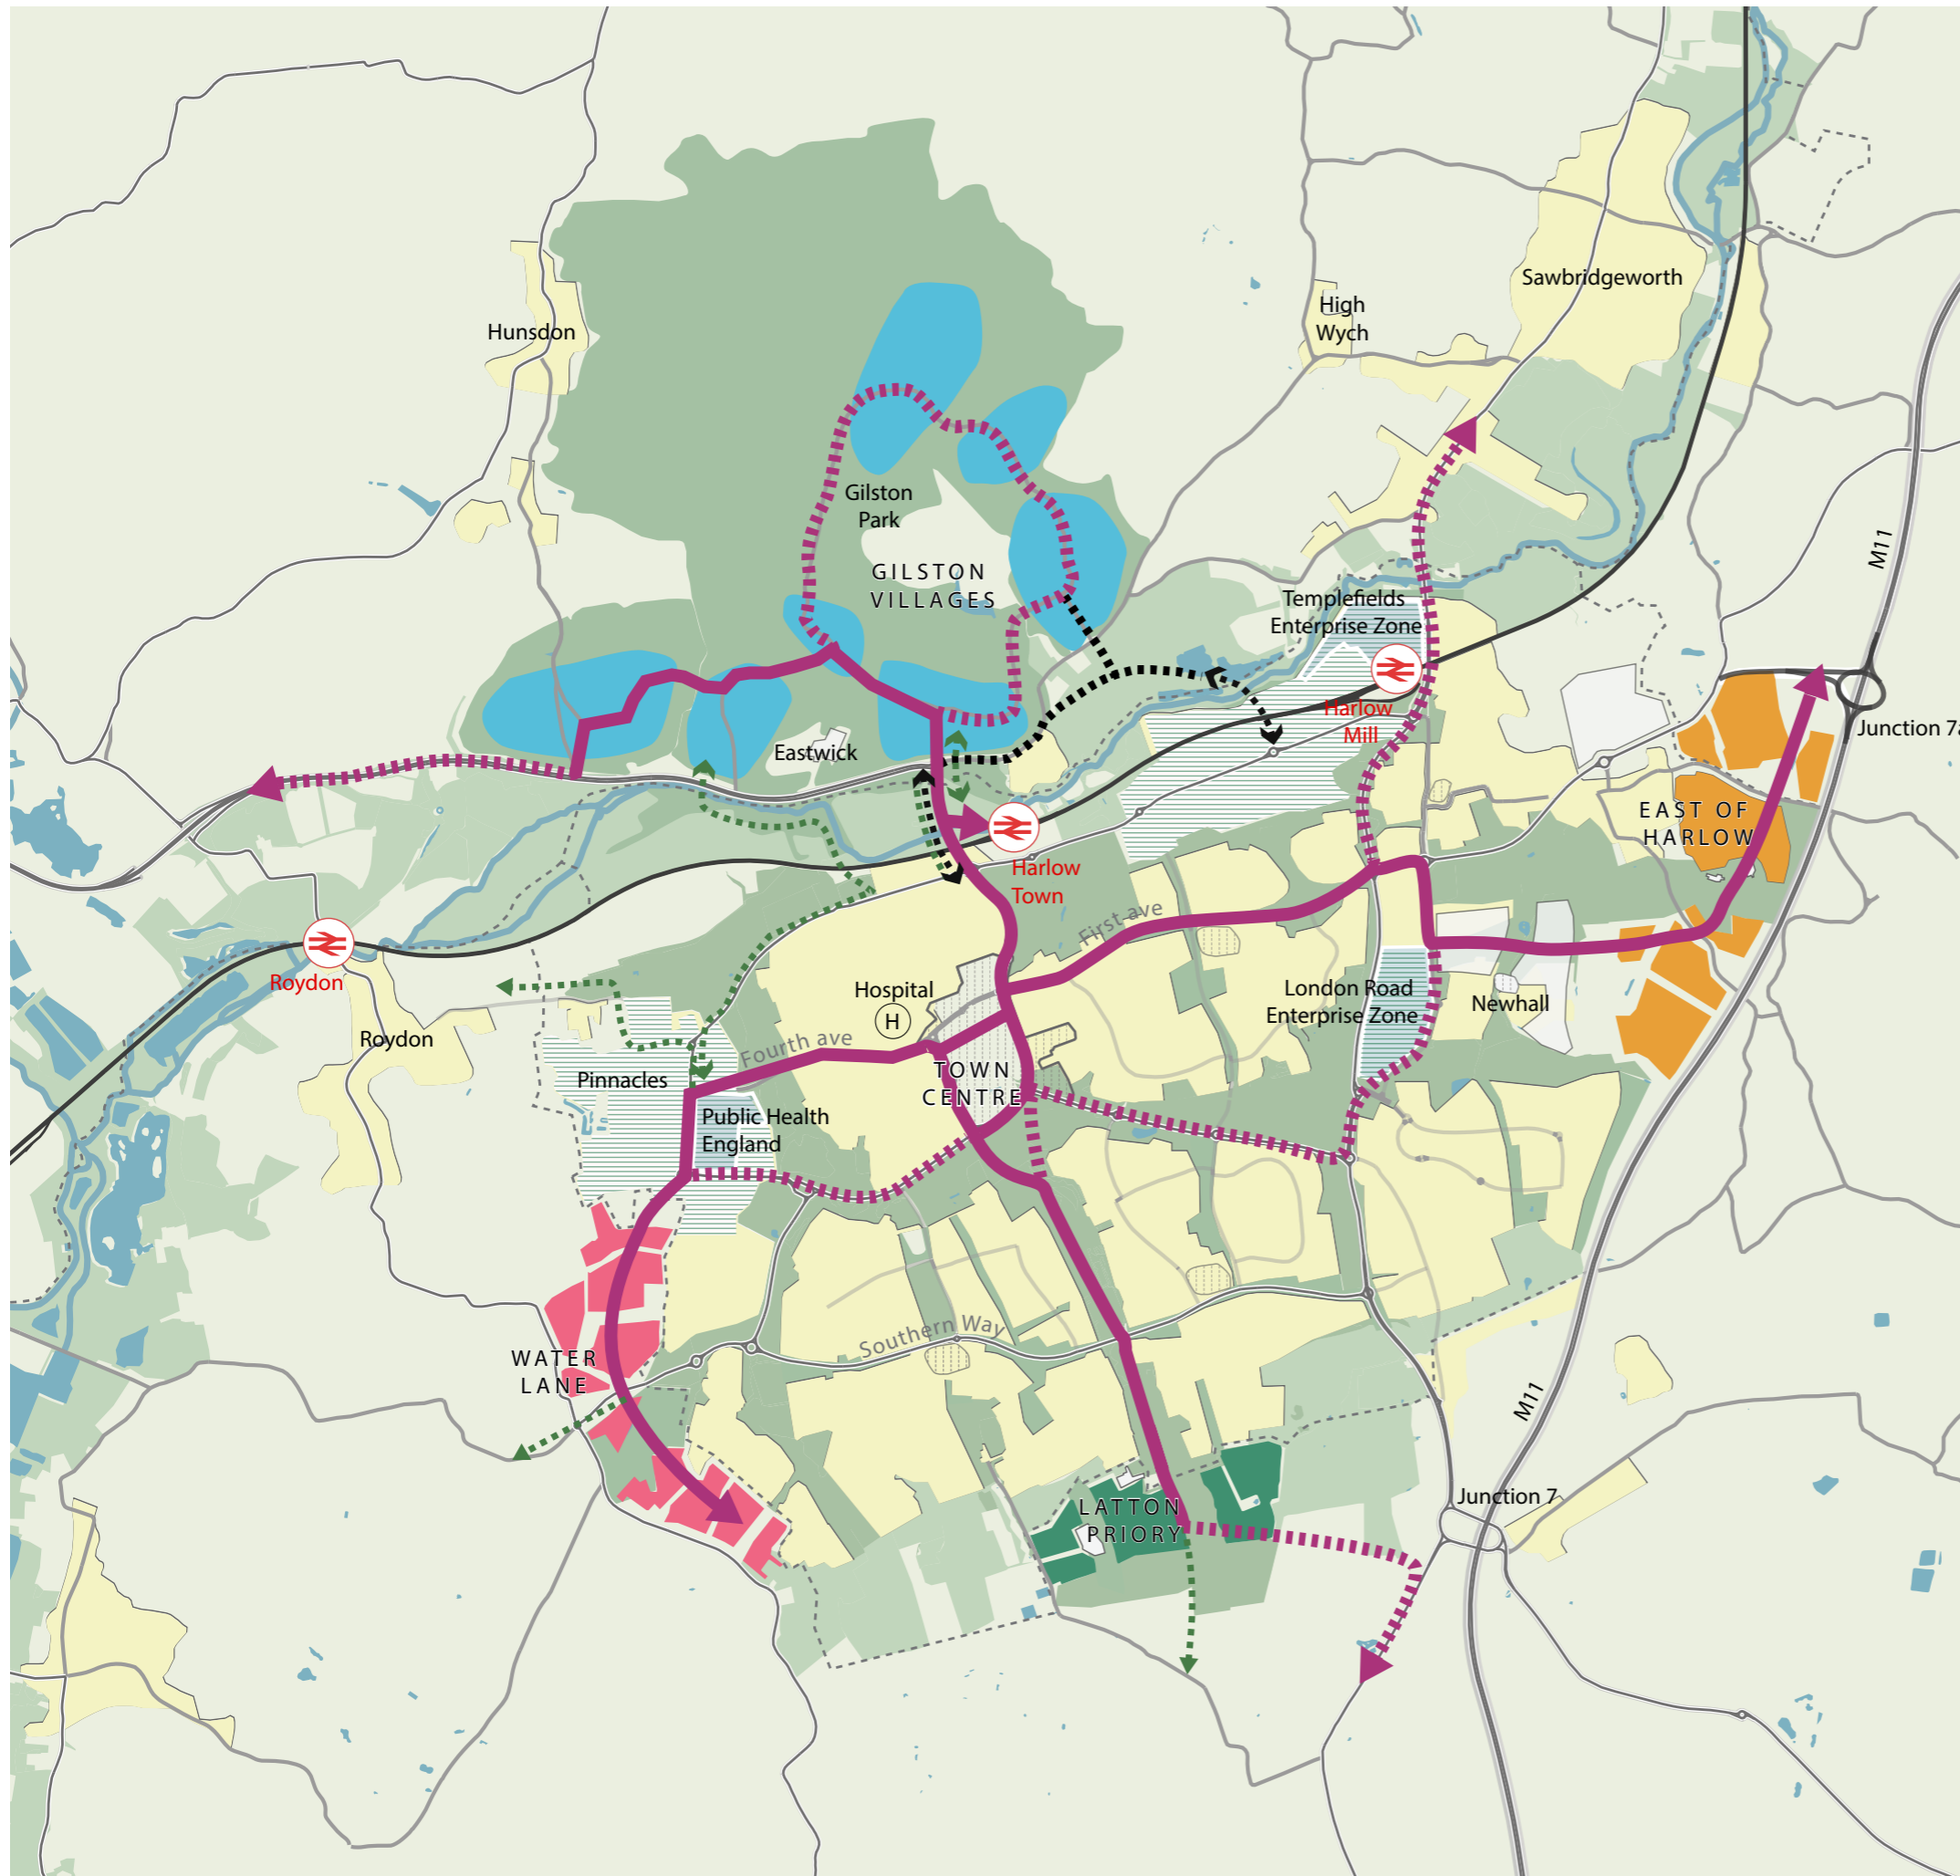 Sawbridgeworth
High
Wych
Hunsdon
Gilston
Park
GILSTON
VILLAGES
M11
Templefields
Enterprise Zone
Harlow
Mill
Junction 7a
Eastwick
EAST OF
HARLOW
Harlow
Town
First ave
Roydon
Roydon
Hospital
H
London Road
Enterprise Zone
Newhall
Fourth ave
TOWN
CENTRE
Pinnacles
Public Health
England
Southern Way
WATER
LANE
M11
LATTON
PRIORY
Junction 7